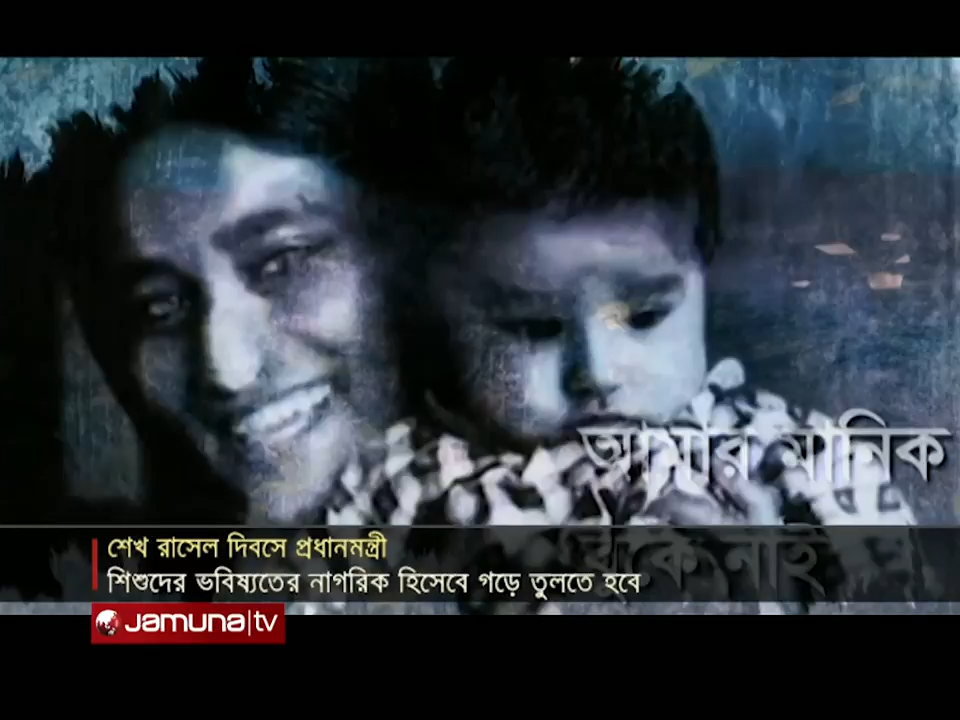 আমার মানিক
বুকে নাই
শেখ রাসেল দিবসে প্রধানমন্ত্রী
শিশুদের ভবিষ্যতের নাগরিক হিসেবে গড়ে তুলতে হবে
Jamuna|tv